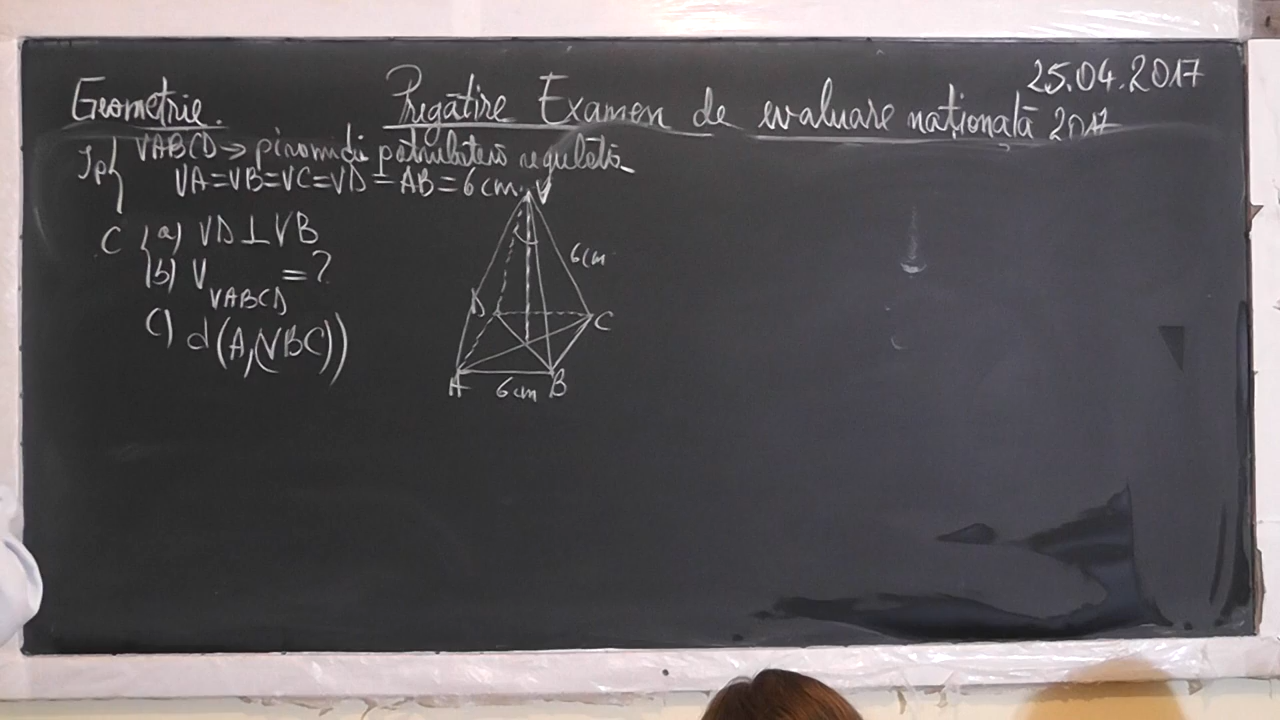 Geometrie. Pregătire Examen de evaluare națională 2017
25.04.2017
Ip{ VABCD → piramidă patrulateră regulată
VA=VB=VC=VD=AB=6cm
C {a) VD⊥VB
b) V VABCD =?
c) d(A,(VBC))
V
6cm
D
C
A 6cm B